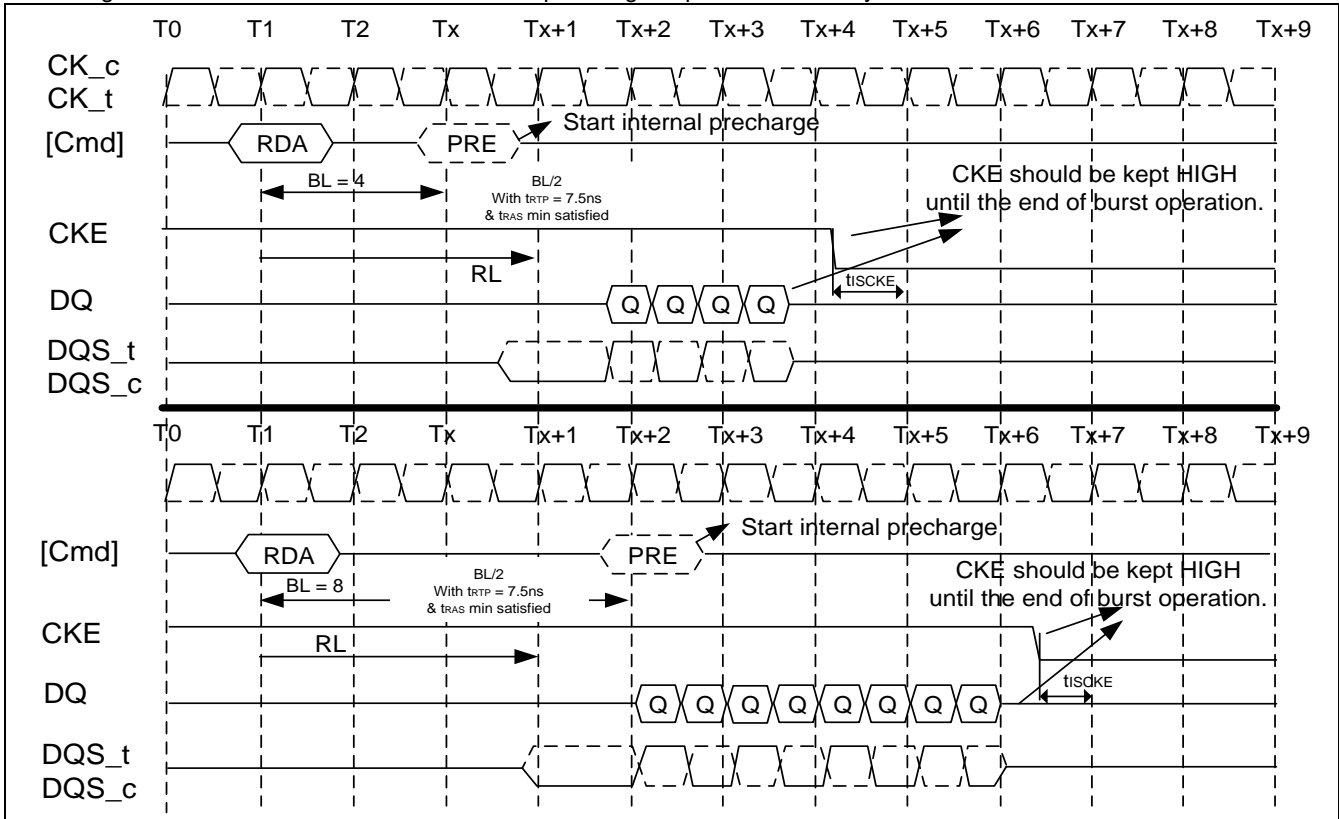 T0 T1 T2 Tx Tx+1 Tx+2 Tx+3 Tx+4 Tx+5 Tx+6 Tx+7 Tx+8 Tx+9
CK_c
CK_t
[Cmd] RDA PRE Start internal precharge
BL = 4
BL/2
With tRTP = 7.5ns
& tRAS min satisfied
CKE should be kept HIGH
until the end of burst operation.
CKE
RL
tISCKE
DQ Q Q Q Q
DQS_t
DQS_c
T0 T1 T2 Tx Tx+1 Tx+2 Tx+3 Tx+4 Tx+5 Tx+6 Tx+7 Tx+8 Tx+9
[Cmd] RDA PRE Start internal precharge
BL = 8
BL/2
With tRTP = 7.5ns
& tRAS min satisfied
CKE should be kept HIGH
until the end of burst operation.
CKE
RL
tISCKE
DQ Q Q Q Q Q Q Q Q
DQS_t
DQS_c